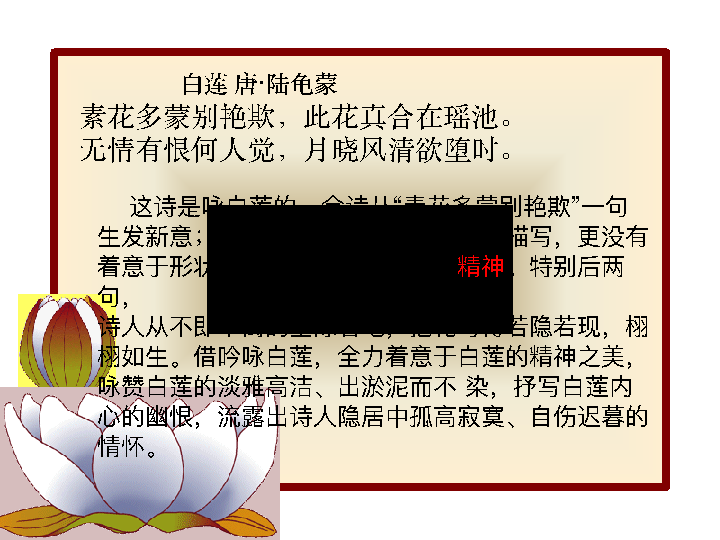 白莲 唐·陆龟蒙
素花多蒙别艳欺，此花真合在瑶池。
无情有恨何人觉，月晓风清欲堕时。
这诗是咏白莲的，全诗从“素花多蒙别艳欺”一句
生发新意； 描写，更没有
着意于形状 精神。特别后两
句，
诗人从不即 若隐若现，栩
栩如生。借吟咏白莲，全力着意于白莲的精神之美，
咏赞白莲的淡雅高洁、出淤泥而不 染，抒写白莲内
心的幽恨，流露出诗人隐居中孤高寂寞、自伤迟暮的
情怀。